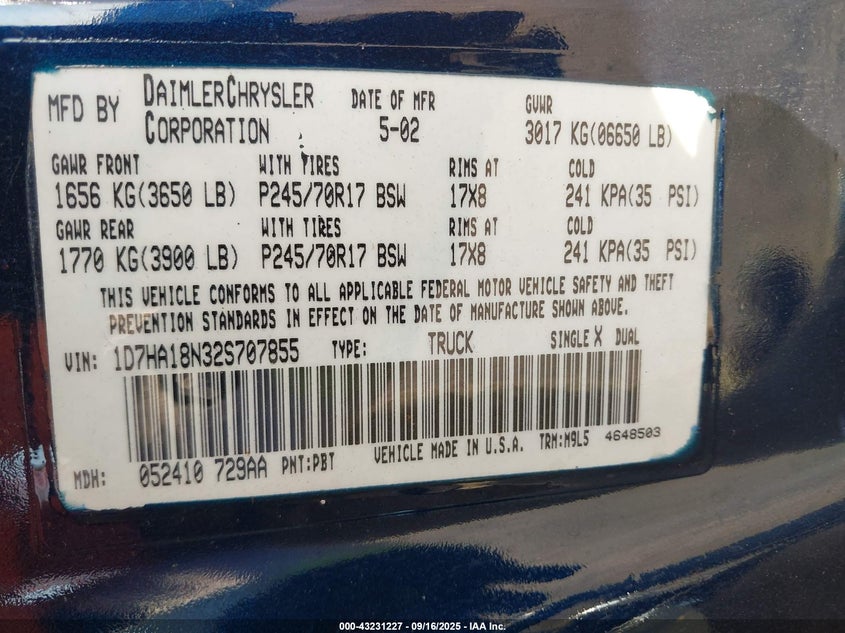 MFD BY DAIMLERCHRYSLER CORPORATION DATE OF MFR 5-02 GVWR 3017 KG(06650 LB)
GAWR FRONT WITH TIRES RIMS AT COLD
1656 KG(3650 LB) P245/70R17 BSW 17X8 241 KPA(35 PSI)
GAWR REAR WITH TIRES RIMS AT COLD
1770 KG(3900 LB) P245/70R17 BSW 17X8 241 KPA(35 PSI)
THIS VEHICLE CONFORMS TO ALL APPLICABLE FEDERAL MOTOR VEHICLE SAFETY AND THEFT
PREVENTION STANDARDS IN EFFECT ON THE DATE OF MANUFACTURE SHOWN ABOVE.
VIN: 1D7HA18N32S707855 TYPE: TRUCK SINGLE X DUAL
MDH: 052410 729AA PNT:PBT VEHICLE MADE IN U.S.A. TRM:M9L5 4648503
000-43231227 - 09/16/2025 - IAA Inc.